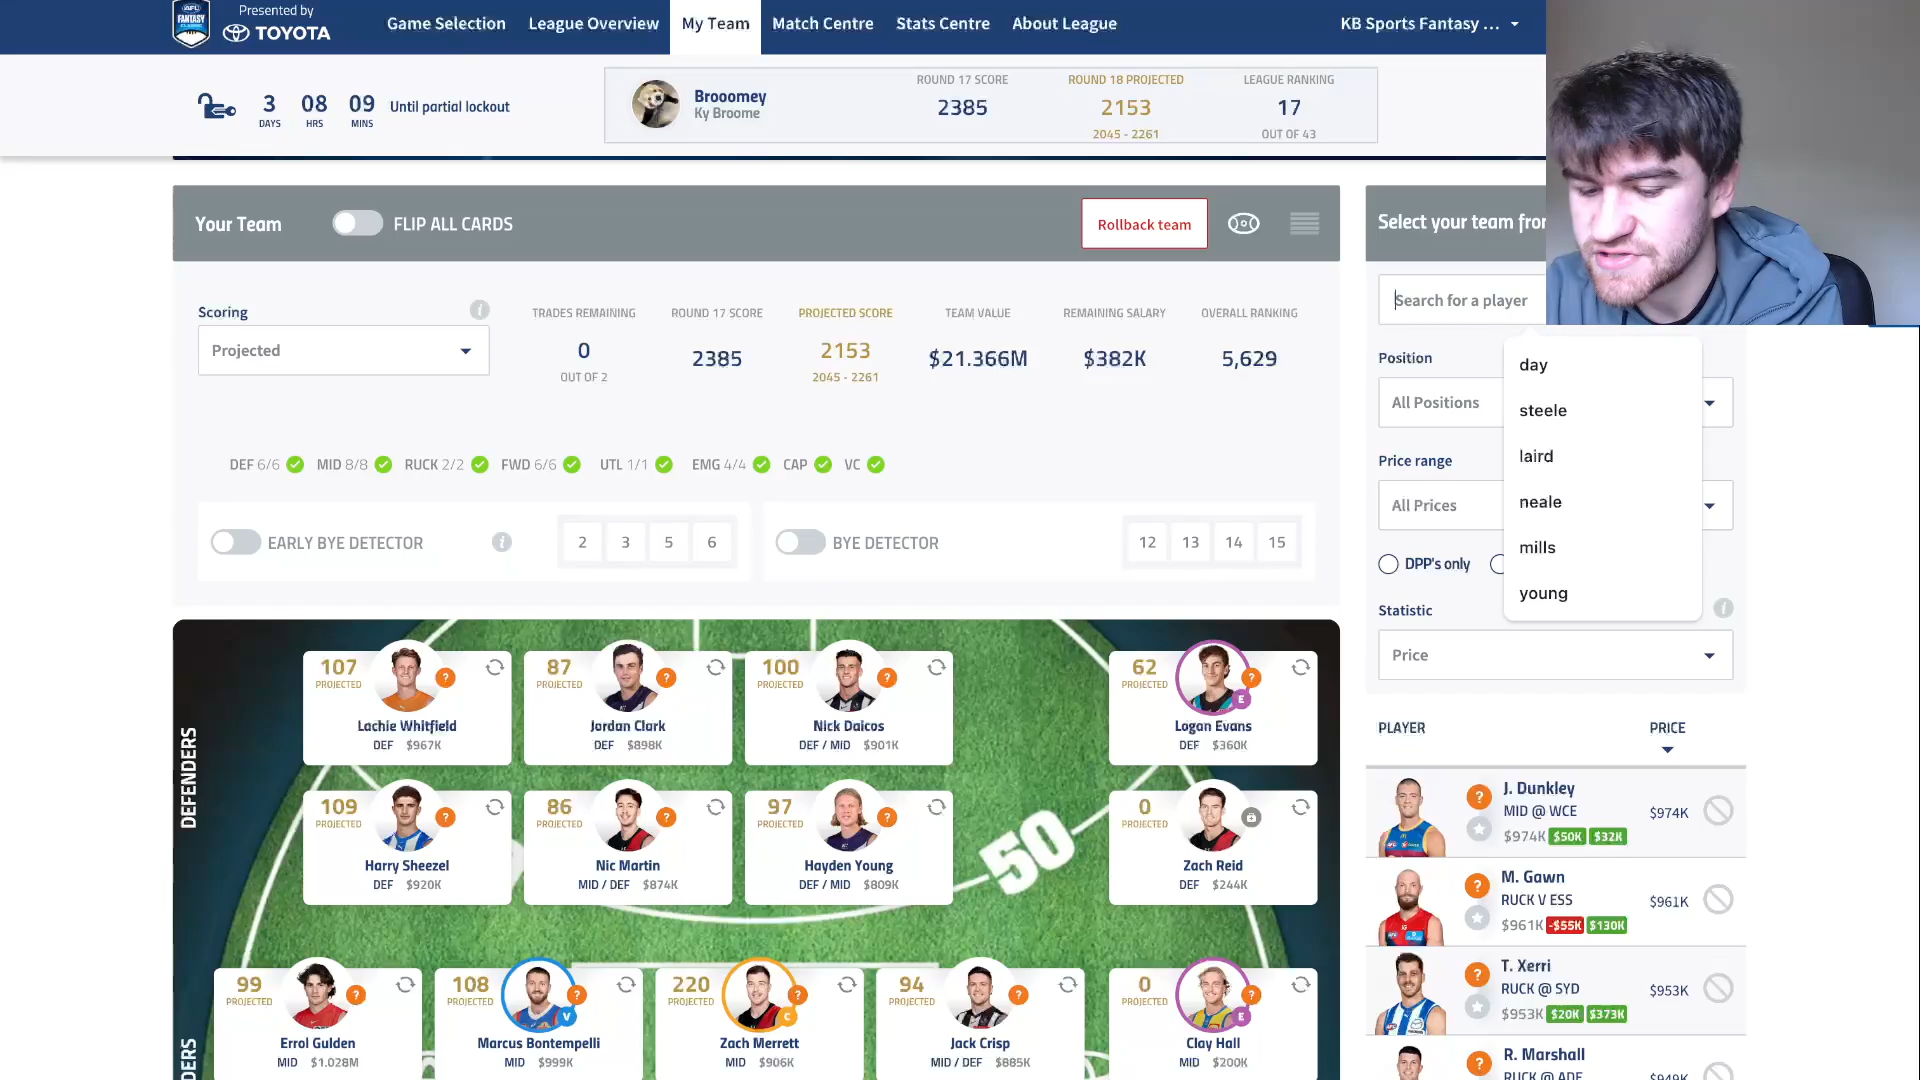 Presented by
TOYOTA
AFL FANTASY CLASSIC
Game Selection League Overview My Team Match Centre Stats Centre About League KB Sports Fantasy ...
3 08 09 Until partial lockout
DAYS HRS MINS
Brooomey
Ky Broome
ROUND 17 SCORE ROUND 18 PROJECTED LEAGUE RANKING
2385 2153 17
2045 - 2261 OUT OF 43
Your Team FLIP ALL CARDS Rollback team
Scoring
Projected
TRADES REMAINING ROUND 17 SCORE PROJECTED SCORE TEAM VALUE REMAINING SALARY OVERALL RANKING
0 2385 2153 $21.366M $382K 5,629
OUT OF 2 2045 - 2261
DEF 6/6 MID 8/8 RUCK 2/2 FWD 6/6 UTL 1/1 EMG 4/4 CAP VC
EARLY BYE DETECTOR 2 3 5 6 BYE DETECTOR 12 13 14 15
DEFENDERS
107 PROJECTED
Lachie Whitfield
DEF $967K
87 PROJECTED
Jordan Clark
DEF $898K
100 PROJECTED
Nick Daicos
DEF / MID $901K
62 PROJECTED
E
Logan Evans
DEF $360K
109 PROJECTED
Harry Sheezel
DEF $920K
86 PROJECTED
Nic Martin
MID / DEF $874K
97 PROJECTED
Hayden Young
DEF / MID $809K
0 PROJECTED
Zach Reid
DEF $244K
50
DERS
99 PROJECTED
Errol Gulden
MID $1.028M
108 PROJECTED
V
Marcus Bontempelli
MID $999K
220 PROJECTED
C
Zach Merrett
MID $906K
94 PROJECTED
Jack Crisp
MID / DEF $885K
0 PROJECTED
E
Clay Hall
MID $200K
Select your team from
Search for a player
day
steele
laird
neale
mills
young
Position
All Positions
Price range
All Prices
DPP's only
Statistic
Price
PLAYER PRICE
J. Dunkley
MID @ WCE $974K
$974K $50K $32K
M. Gawn
RUCK V ESS $961K
$961K -$55K $130K
T. Xerri
RUCK @ SYD $953K
$953K $20K $373K
R. Marshall
RUCK @ ADE $949K